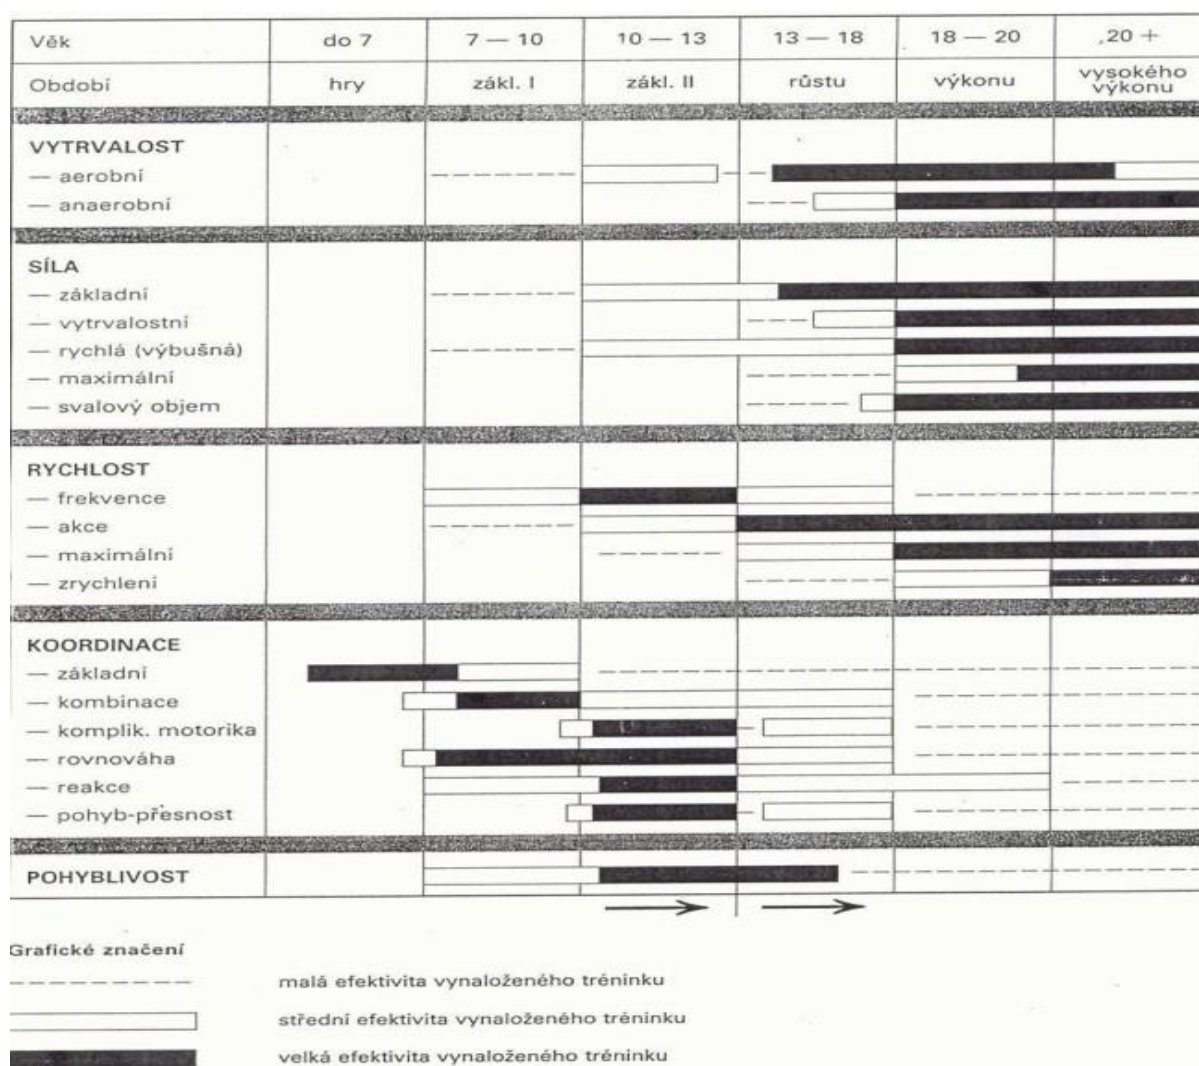 Věk do 7 7 — 10 10 — 13 13 — 18 18 — 20 ,20 +
Období hry zákl. I zákl. II růstu výkonu vysokého výkonu
VYTRVALOST
— aerobní
— anaerobní
SÍLA
— základní
— vytrvalostní
— rychlá (výbušná)
— maximální
— svalový objem
RYCHLOST
— frekvence
— akce
— maximální
— zrychlení
KOORDINACE
— základní
— kombinace
— komplik. motorika
— rovnováha
— reakce
— pohyb-přesnost
POHYBLIVOST
Grafické značení
malá efektivita vynaloženého tréninku
střední efektivita vynaloženého tréninku
velká efektivita vynaloženého tréninku